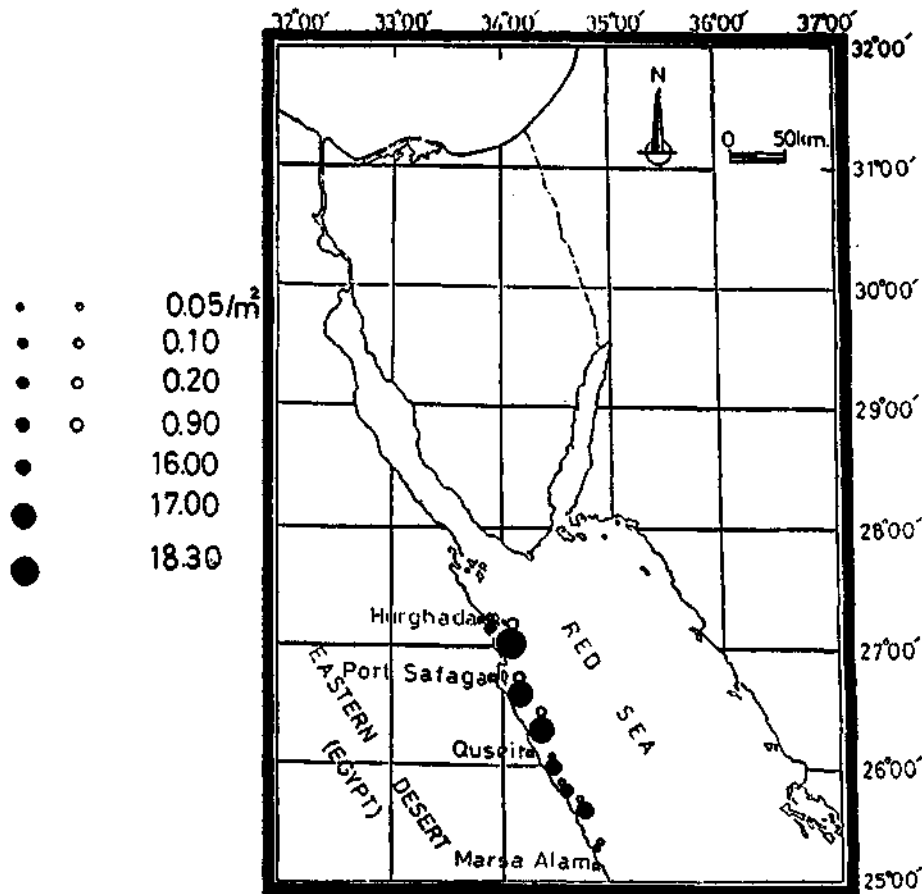 32°00′ 33°00′ 34°00′ 35°00′ 36°00′ 37°00′
32°00′
N
0 50km.
31°00′
30°00′
0.05/m²
0.10
0.20
0.90
16.00
17.00
18.30
29°00′
28°00′
Hurghada
27°00′
RED SEA
Port Safaga
EASTERN DESERT
(EGYPT)
Quseir
26°00′
Marsa Alam
25°00′